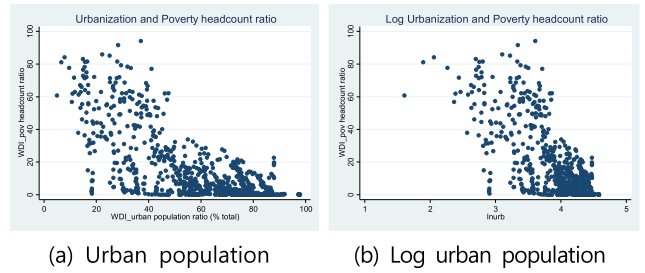 Urbanization and Poverty headcount ratio
WDI_pov headcount ratio
100
80
60
40
20
0
0 20 40 60 80 100
WDI_urban population ratio (% total)
(a) Urban population
Log Urbanization and Poverty headcount ratio
WDI_pov headcount ratio
100
80
60
40
20
0
1 2 3 4 5
lnurb
(b) Log urban population